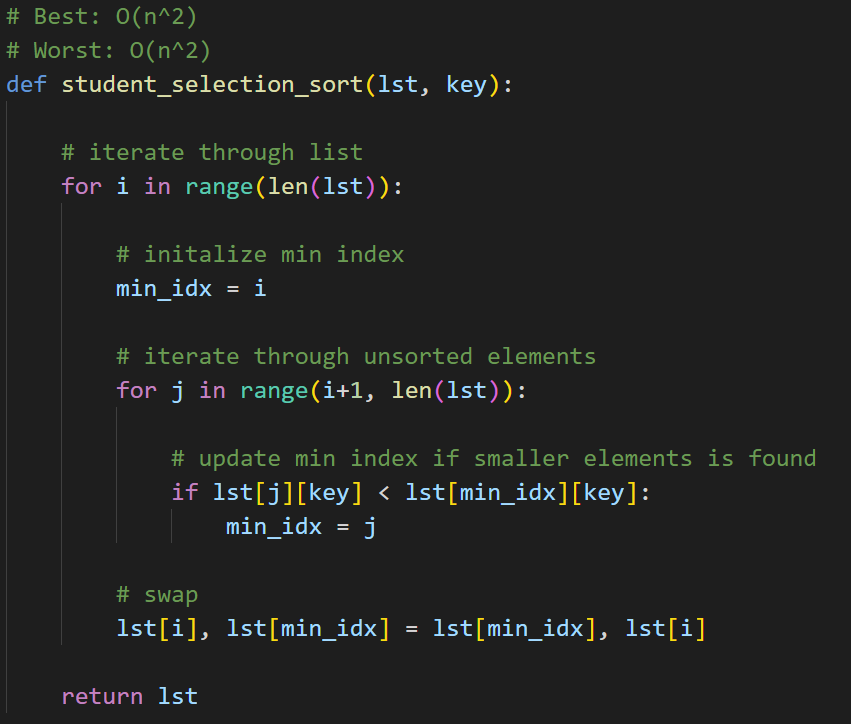 # Best: O(n^2)
# Worst: O(n^2)
def student_selection_sort(lst, key):
    # iterate through list
    for i in range(len(lst)):
        # initalize min index
        min_idx = i
        # iterate through unsorted elements
        for j in range(i+1, len(lst)):
            # update min index if smaller elements is found
            if lst[j][key] < lst[min_idx][key]:
                min_idx = j
        # swap
        lst[i], lst[min_idx] = lst[min_idx], lst[i]
    return lst